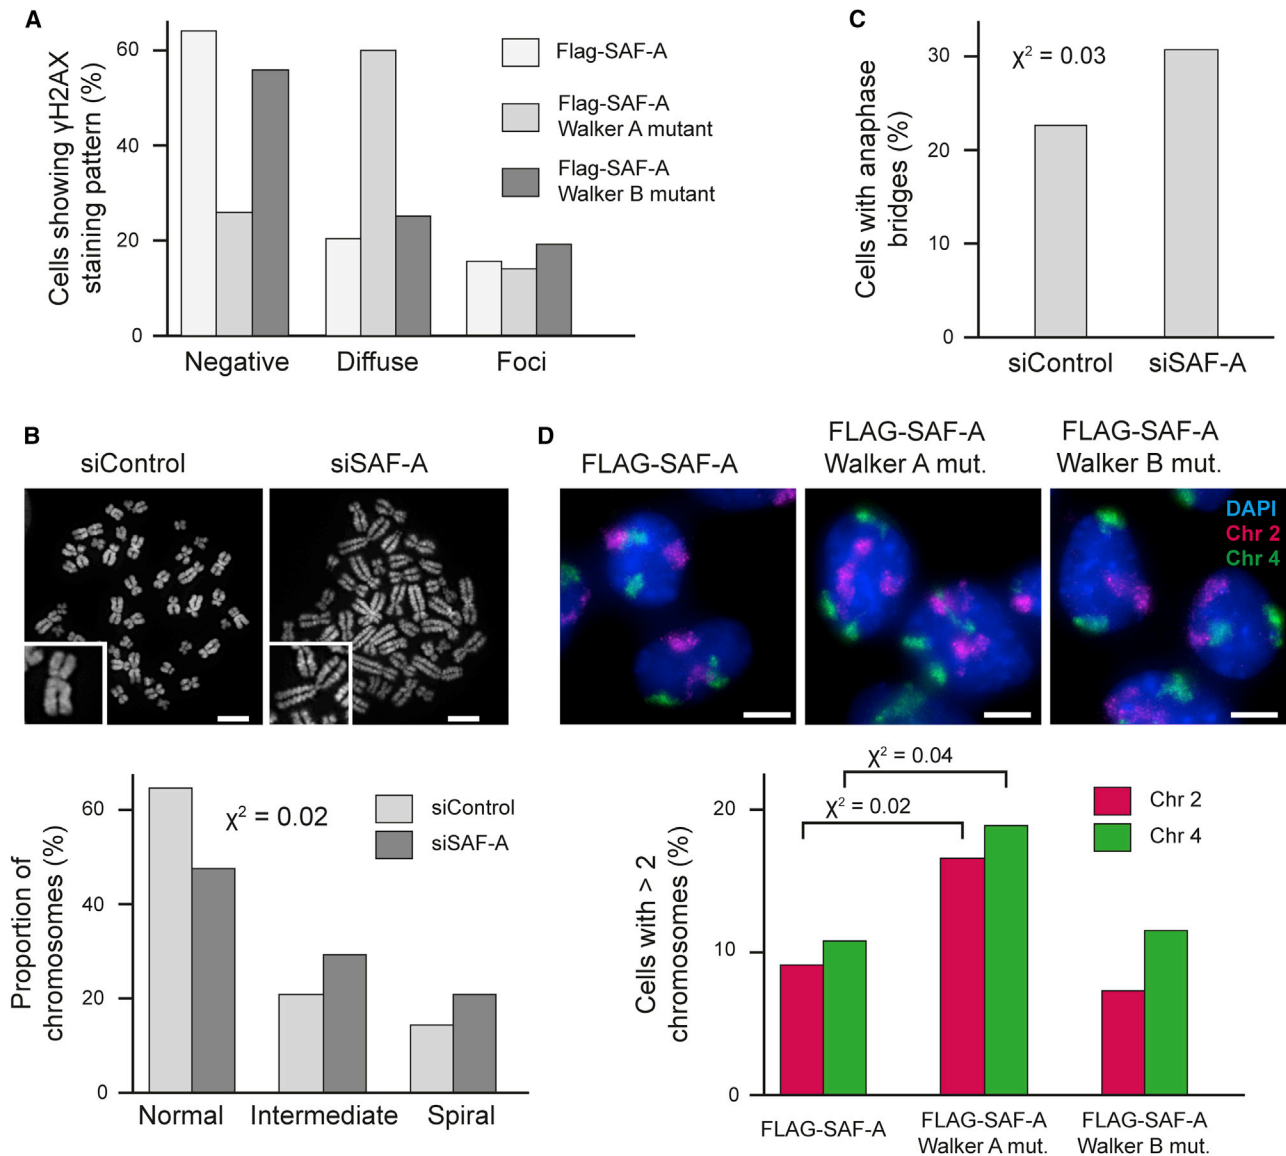 A
Cells showing γH2AX
staining pattern (%)
60
40
20
0
Negative
Diffuse
Foci
Flag-SAF-A
Flag-SAF-A
Walker A mutant
Flag-SAF-A
Walker B mutant
C
Cells with anaphase
bridges (%)
30
20
10
0
χ² = 0.03
siControl
siSAF-A
B
siControl
siSAF-A
Proportion of
chromosomes (%)
60
40
20
0
χ² = 0.02
siControl
siSAF-A
Normal
Intermediate
Spiral
D
FLAG-SAF-A
FLAG-SAF-A
Walker A mut.
FLAG-SAF-A
Walker B mut.
DAPI
Chr 2
Chr 4
Cells with > 2
chromosomes (%)
20
10
0
χ² = 0.04
χ² = 0.02
Chr 2
Chr 4
FLAG-SAF-A
FLAG-SAF-A
Walker A mut.
FLAG-SAF-A
Walker B mut.